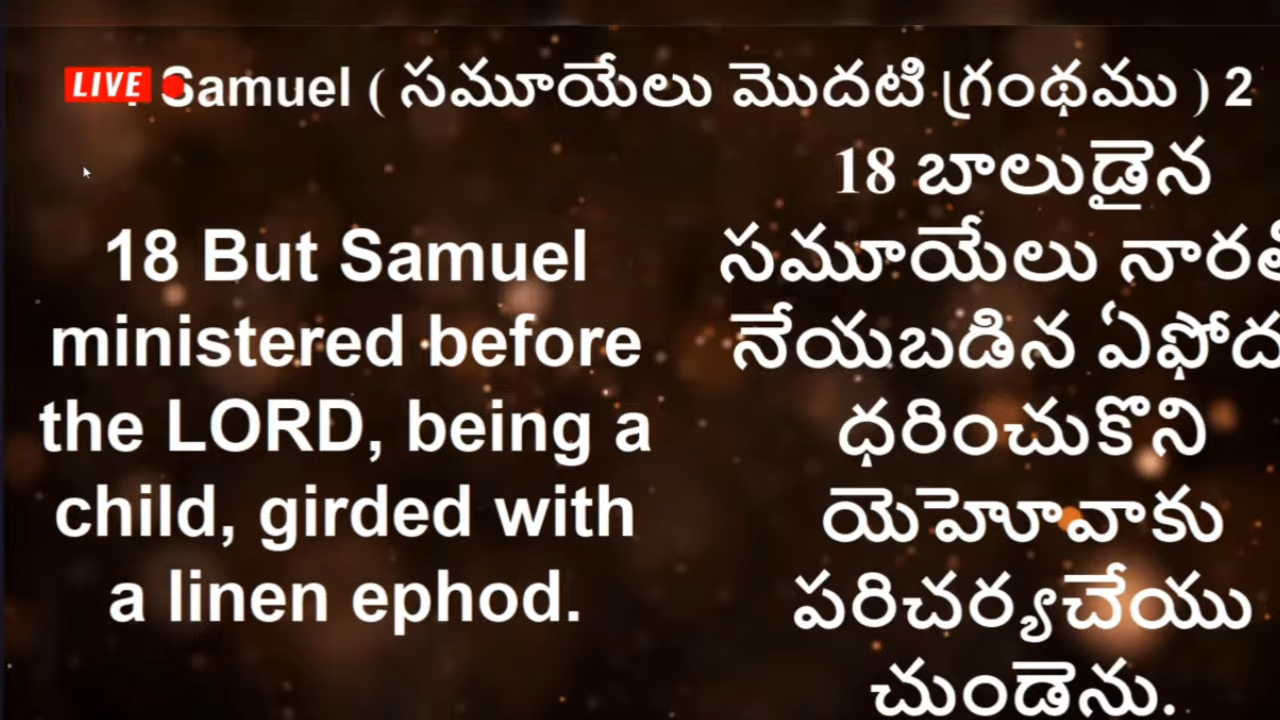 LIVE Samuel ( సమూయేలు మొదటి గ్రంథము ) 2
18 But Samuel
ministered before
the LORD, being a
child, girded with
a linen ephod.
18 బాలుడైన
సమూయేలు
నేయబడిన
ధరించుకొని
యెహోవాకు
పరిచర్యచేయు
చుండెను.